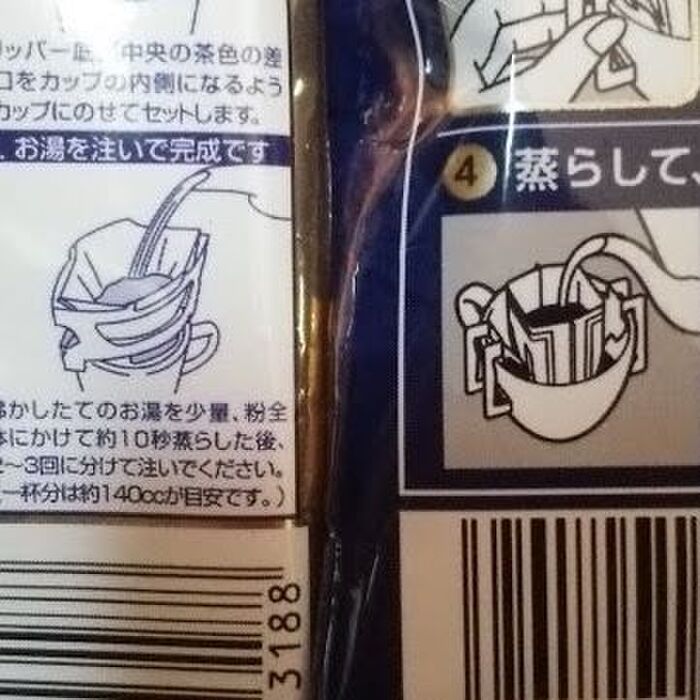 リッパー底 中央の茶色の差
口をカップの内側になるよう
カップにのせてセットします。
. お湯を注いで完成です
沸かしたてのお湯を少量、粉全
体にかけて約10秒蒸らした後、
2〜3回に分けて注いでください。
一杯分は約140ccが目安です。)
3188
4 蒸らして、